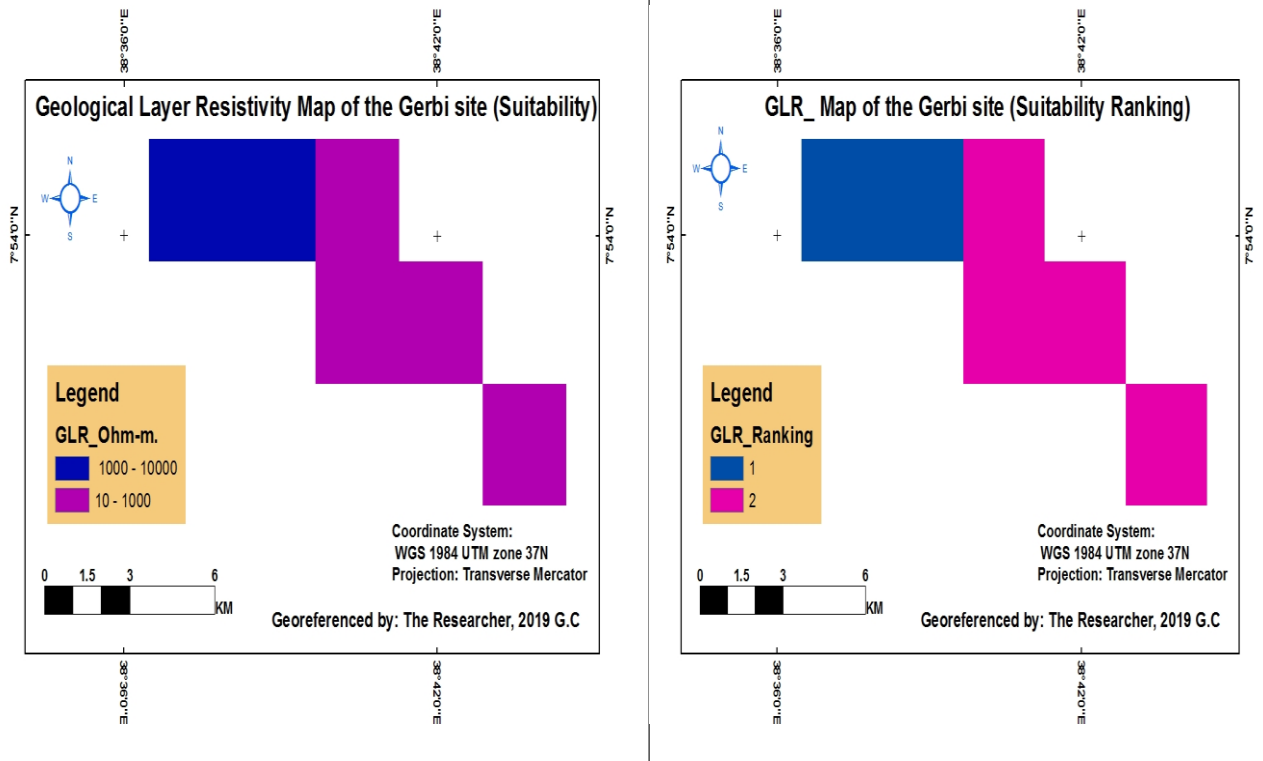 38°36'0"E
38°42'0"E
Geological Layer Resistivity Map of the Gerbi site (Suitability)
N
W
E
S
7°54'0"N
7°54'0"N
Legend
GLR_Ohm-m.
1000 - 10000
10 - 1000
Coordinate System:
WGS 1984 UTM zone 37N
Projection: Transverse Mercator
0 1.5 3 6
KM
Georeferenced by: The Researcher, 2019 G.C
38°36'0"E
38°42'0"E
38°36'0"E
38°42'0"E
GLR_ Map of the Gerbi site (Suitability Ranking)
N
W
E
S
7°54'0"N
7°54'0"N
Legend
GLR_Ranking
1
2
Coordinate System:
WGS 1984 UTM zone 37N
Projection: Transverse Mercator
0 1.5 3 6
KM
Georeferenced by: The Researcher, 2019 G.C
38°36'0"E
38°42'0"E